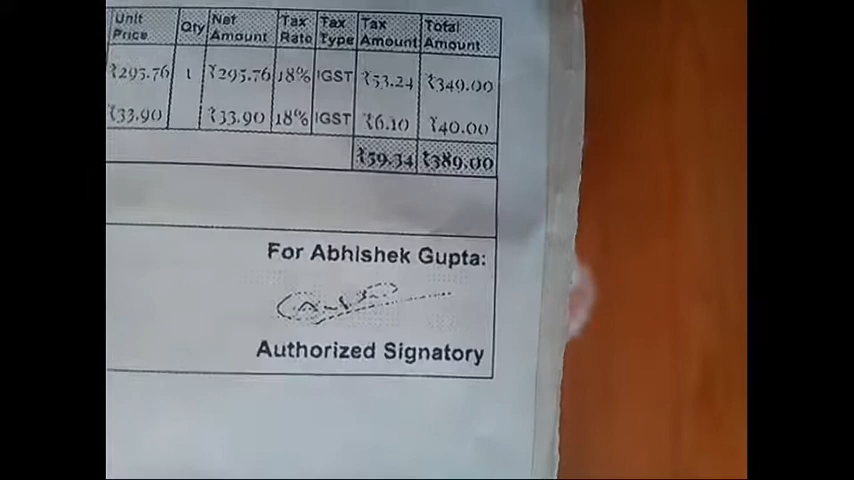 Unit Price Qty Net Amount Tax Rate Tax Type Tax Amount Total Amount
₹295.76 1 ₹295.76 18% IGST ₹53.24 ₹349.00
₹33.90 ₹33.90 18% IGST ₹6.10 ₹40.00
₹59.34 ₹389.00
For Abhishek Gupta:
Authorized Signatory